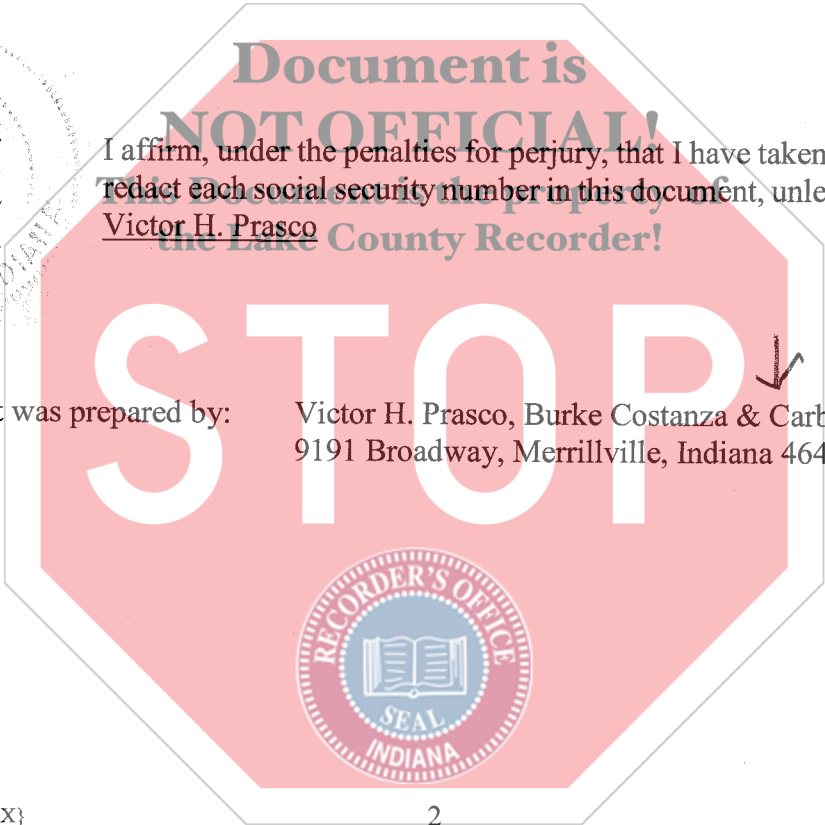 Document is
NOT OFFICIAL!
I affirm, under the penalties for perjury, that I have taken
This Document is the property of
redact each social security number in this document, unle
Victor H. Prasco
the Lake County Recorder!
STOP
t was prepared by: Victor H. Prasco, Burke Costanza & Carb
9191 Broadway, Merrillville, Indiana 464
RECORDER'S OFFICE
SEAL
INDIANA
X}
2